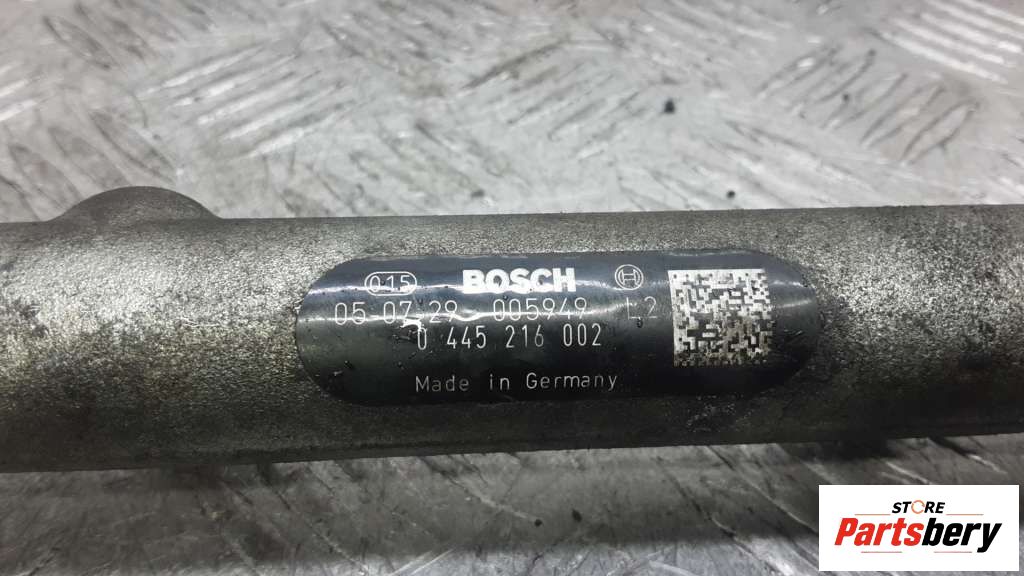 015 BOSCH
05-07-29 005949 L2
0 445 216 002
Made in Germany
STORE
Partsbery